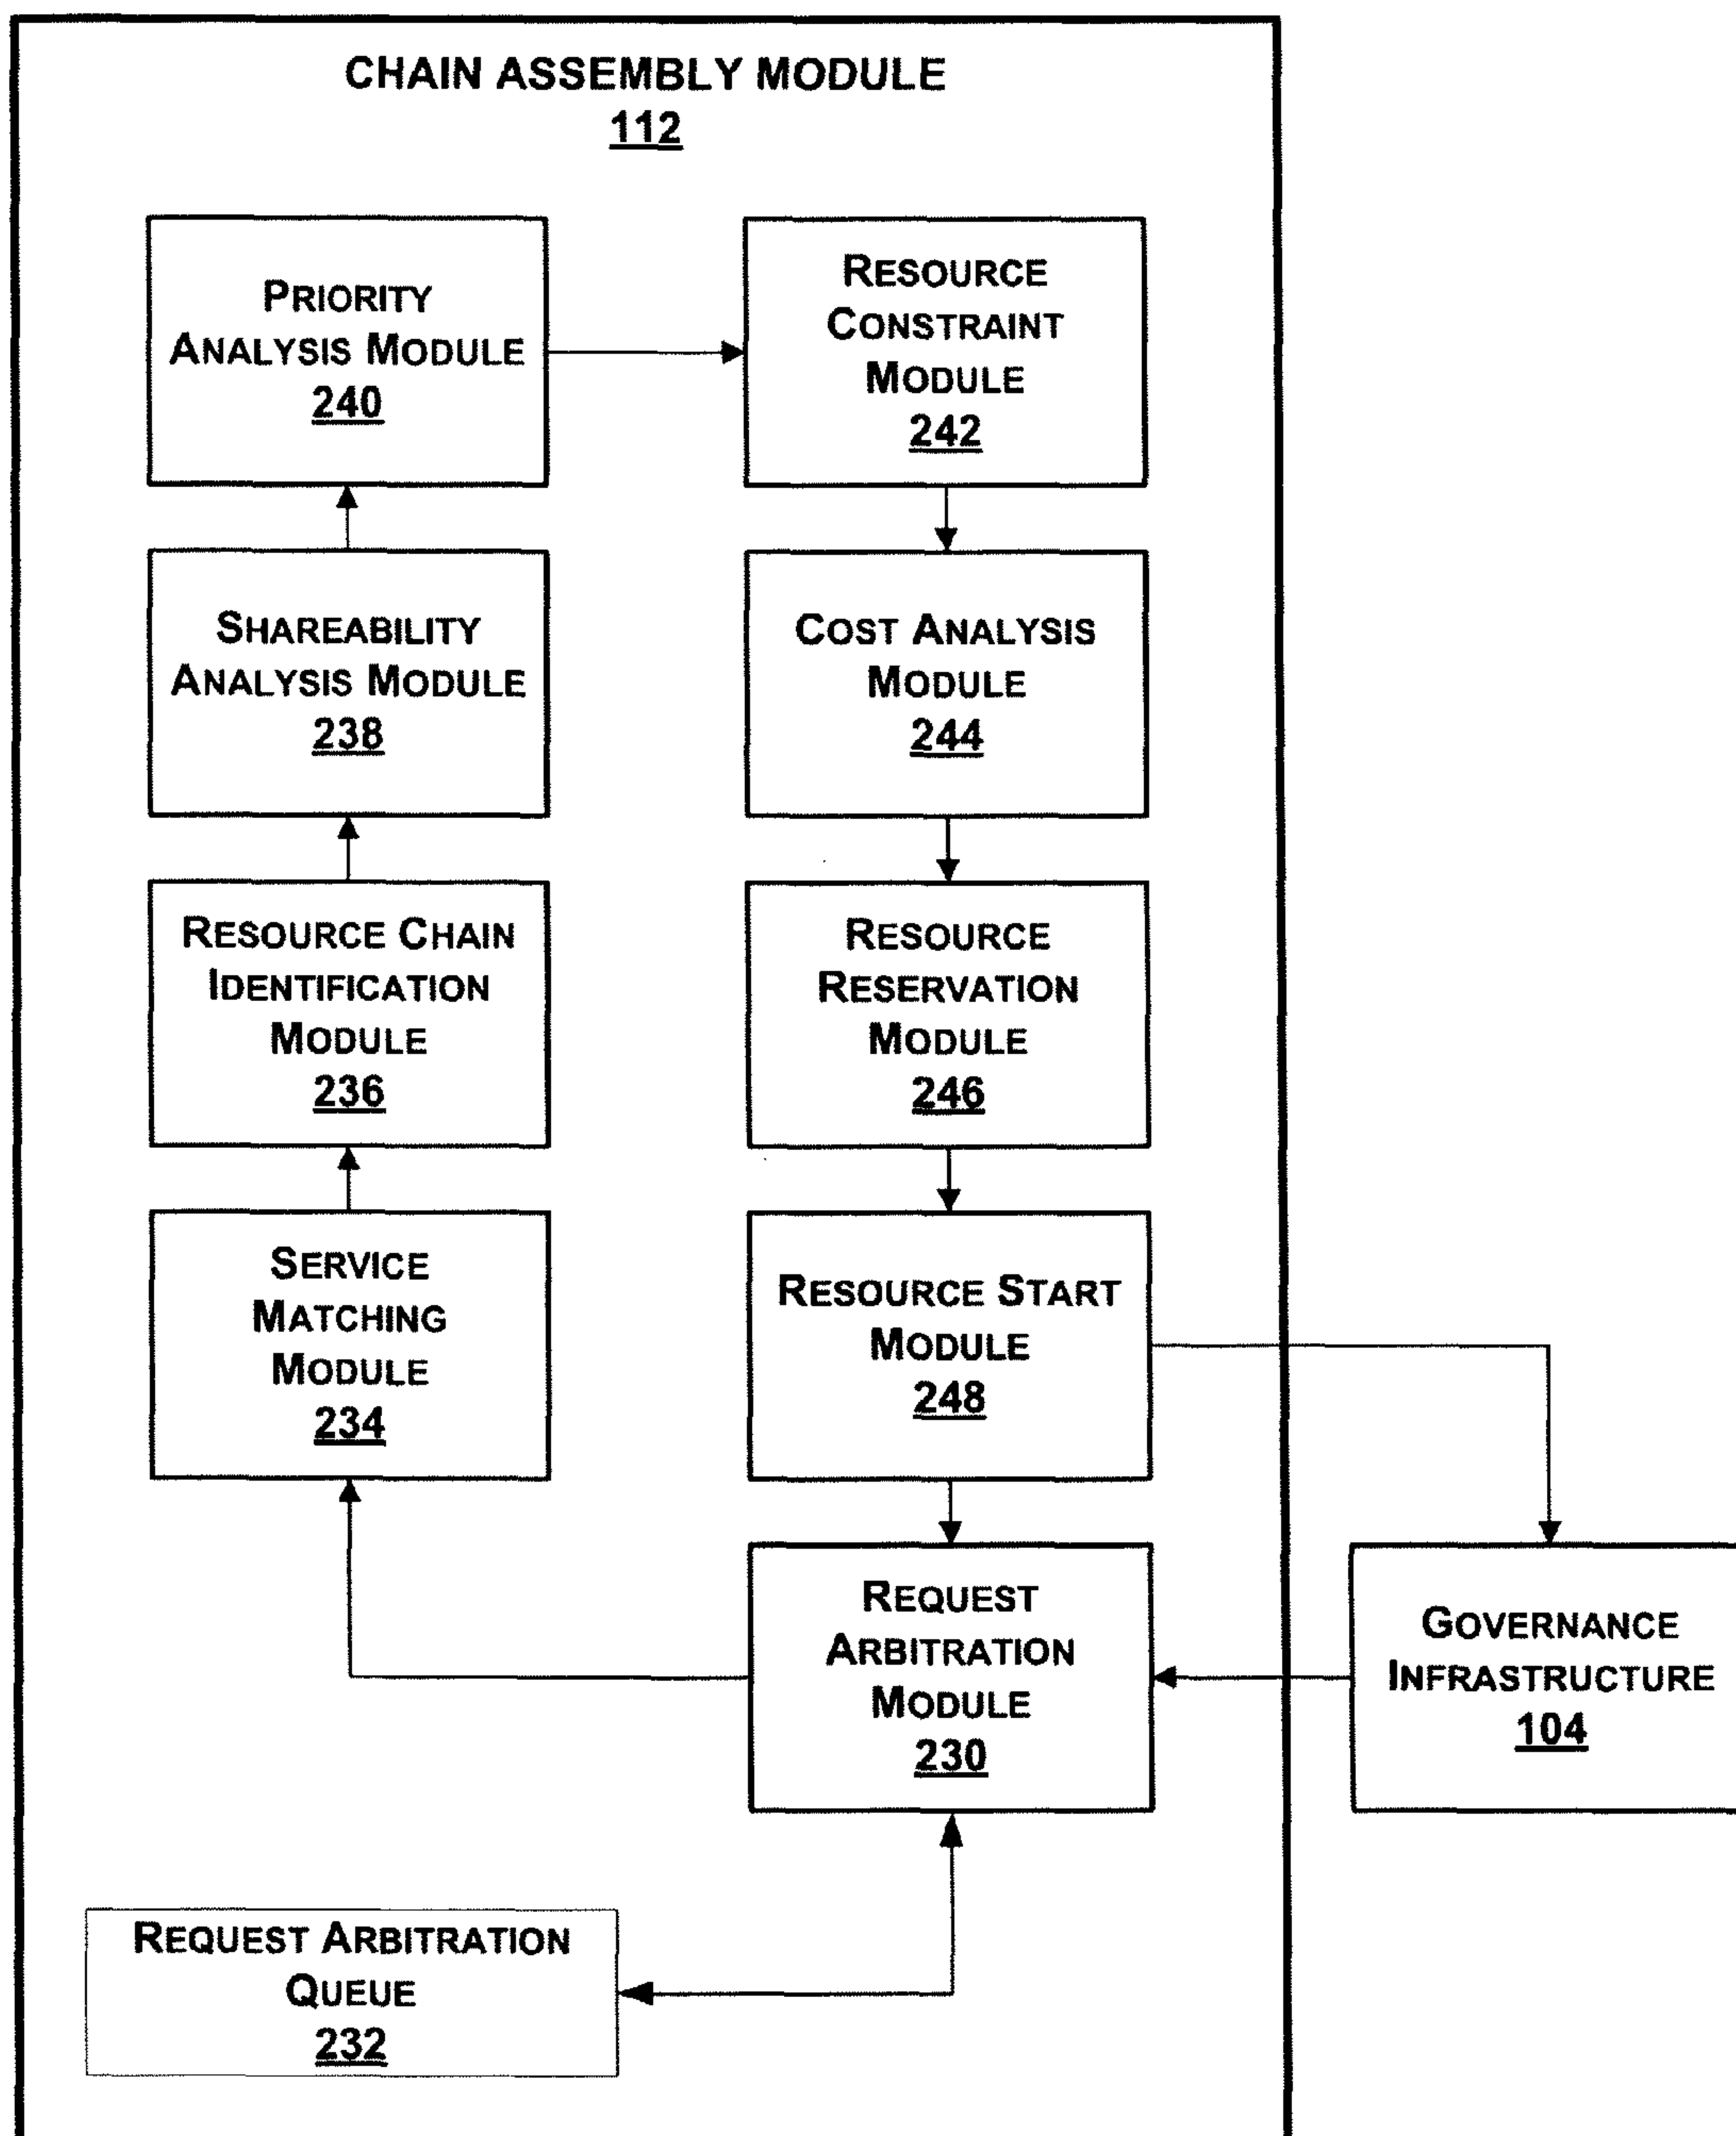 CHAIN ASSEMBLY MODULE
112
PRIORITY
ANALYSIS MODULE
240
RESOURCE
CONSTRAINT
MODULE
242
SHAREABILITY
ANALYSIS MODULE
238
COST ANALYSIS
MODULE
244
RESOURCE CHAIN
IDENTIFICATION
MODULE
236
RESOURCE
RESERVATION
MODULE
246
SERVICE
MATCHING
MODULE
234
RESOURCE START
MODULE
248
REQUEST
ARBITRATION
MODULE
230
GOVERNANCE
INFRASTRUCTURE
104
REQUEST ARBITRATION
QUEUE
232